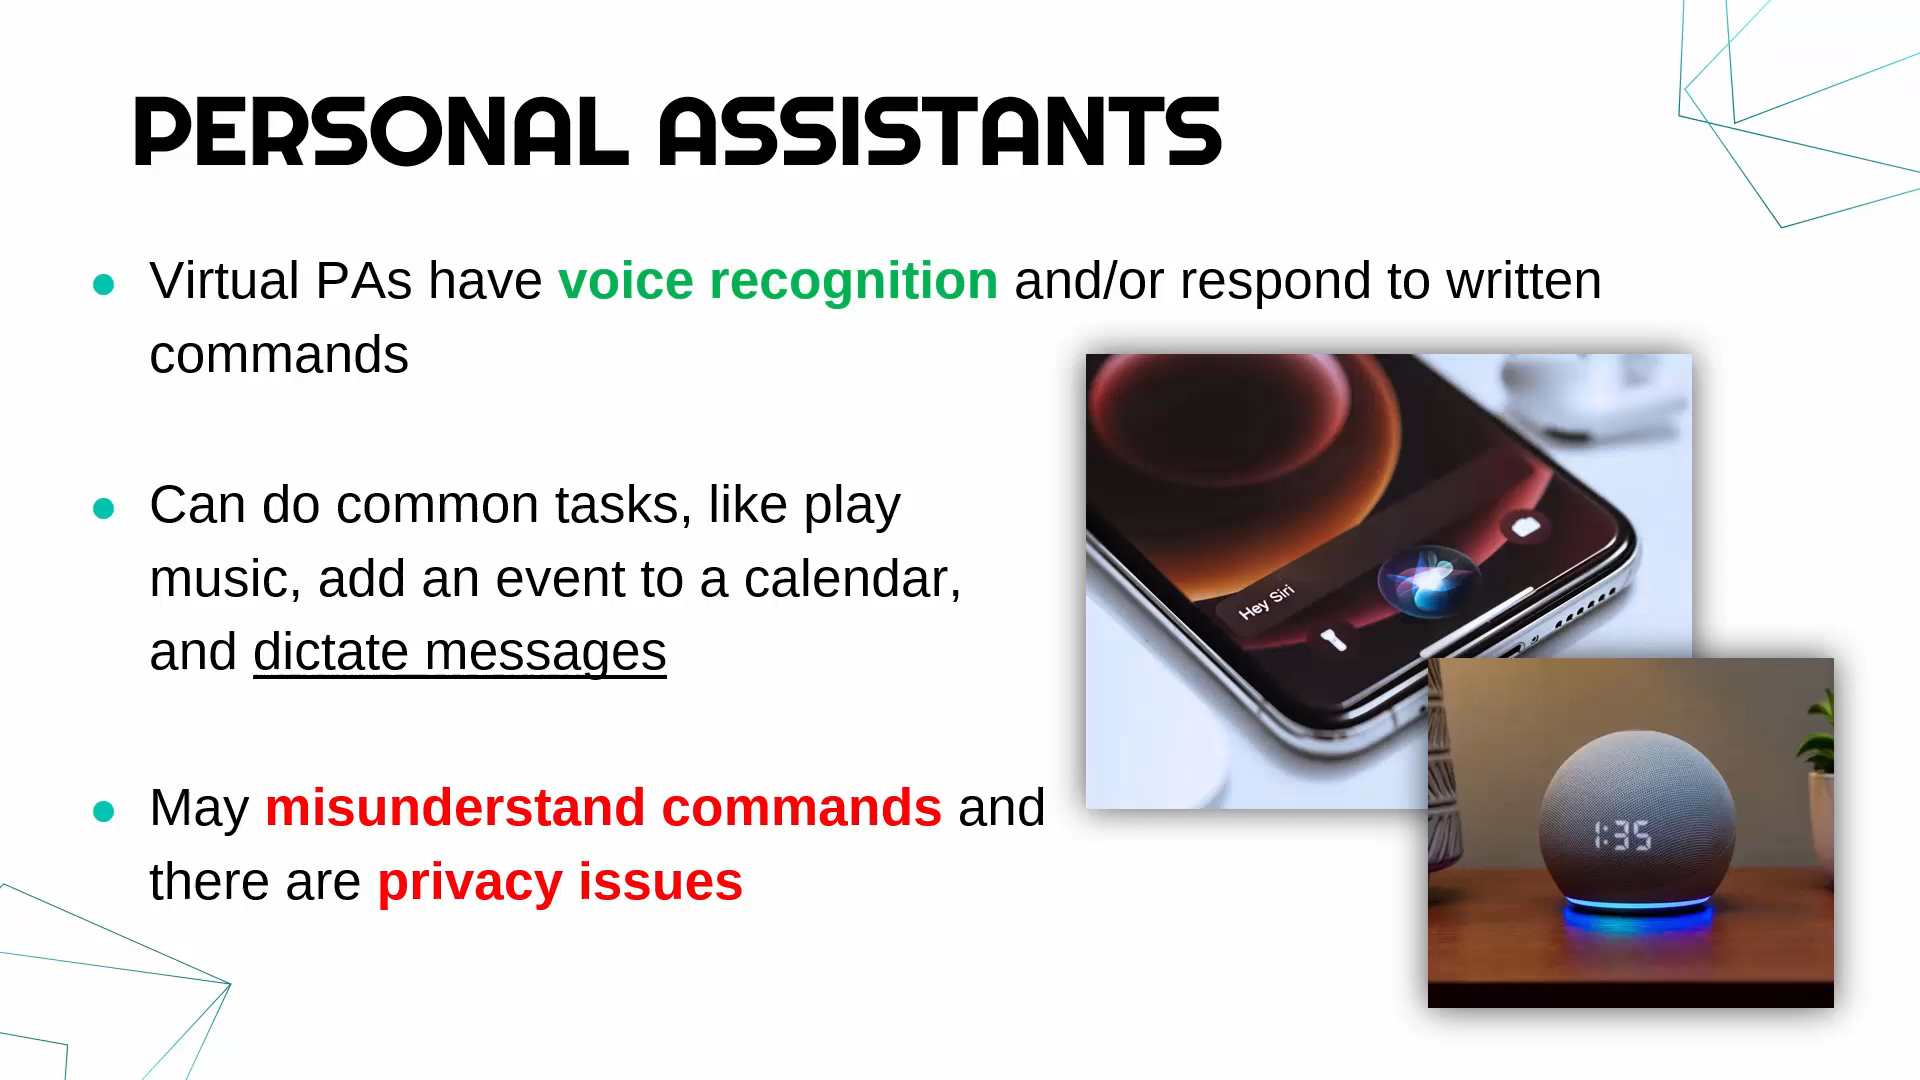 PERSONAL ASSISTANTS
Virtual PAs have voice recognition and/or respond to written
commands
Can do common tasks, like play
music, add an event to a calendar,
and dictate messages
May misunderstand commands and
there are privacy issues
Hey Siri
1:35